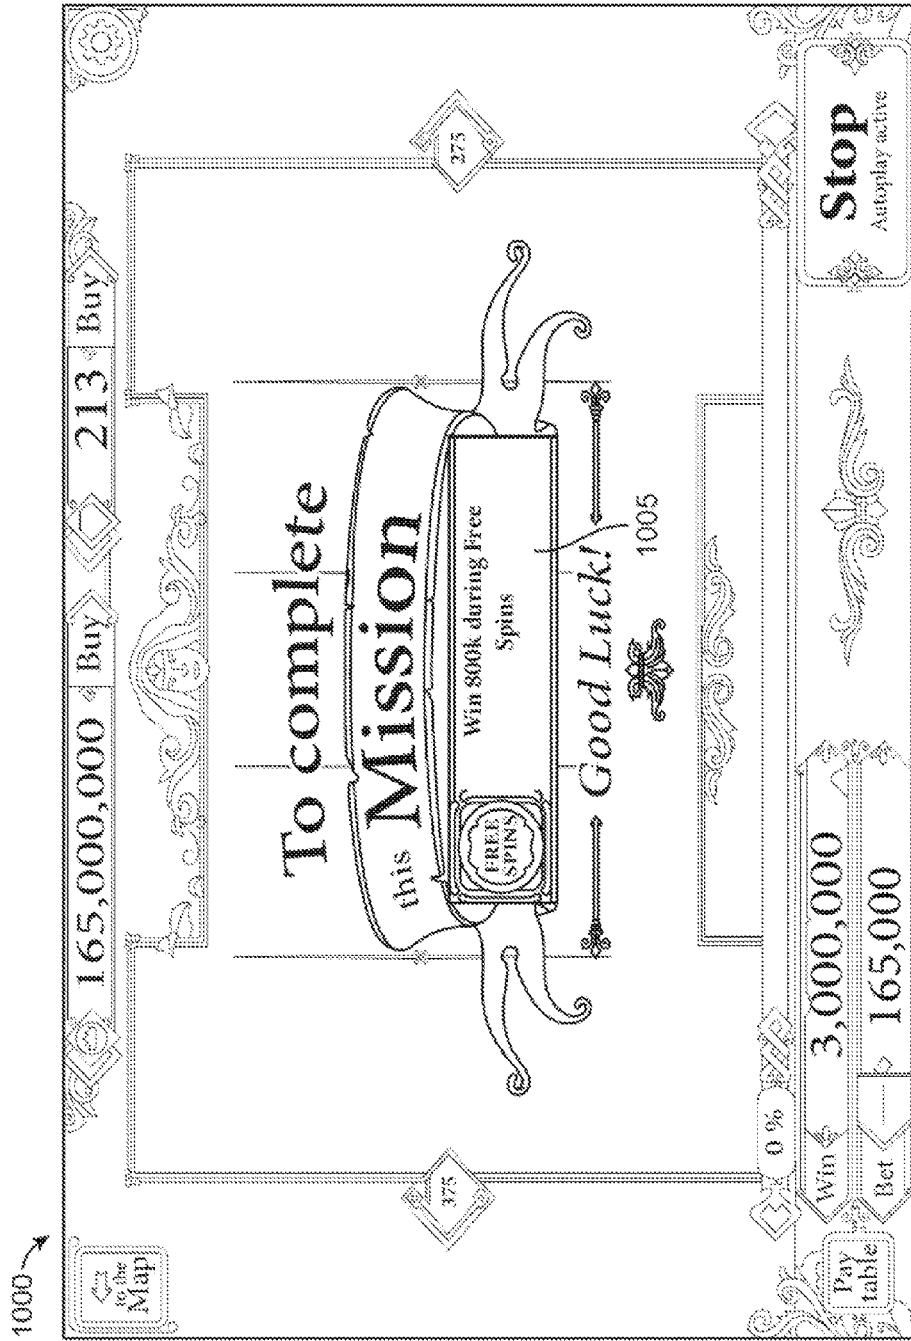 1000
to the
Map
165,000,000
Buy
213
Buy
375
275
To complete
this Mission
FREE
SPINS
Win 800k during Free
Spins
Good Luck!
1005
0 %
Pay
table
Win
3,000,000
Bet
165,000
Stop
Autoplay active